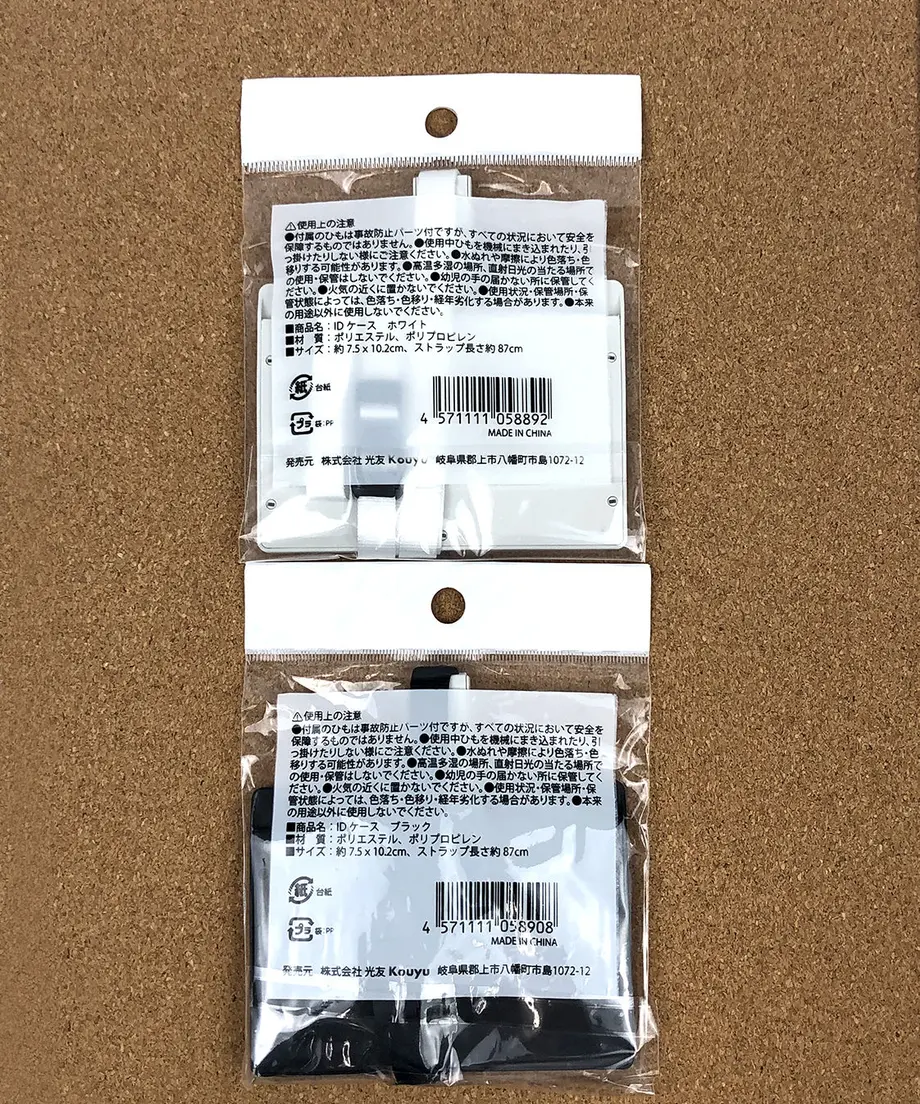 ⚠使用上の注意
●付属のひもは事故防止パーツ付ですが、すべての状況において安全を
保障するものではありません。●使用中ひもを機械にまき込まれたり、引
っ掛けたりしない様にご注意ください。●水ぬれや摩擦により色落ち・色
移りする可能性があります。●高温多湿の場所、直射日光の当たる場所で
の使用・保管はしないでください。●幼児の手の届かない所に保管してく
ださい。●火気の近くに置かないでください。●使用状況・保管場所・保
管状態によっては、色落ち・色移り・経年劣化する場合があります。●本来
の用途以外に使用しないでください。
■商品名：IDケース ホワイト
■材 質：ポリエステル、ポリプロピレン
■サイズ：約7.5x10.2cm、ストラップ長さ約87cm
紙 台紙
プラ 袋:PP
4 571111 058892
MADE IN CHINA
発売元 株式会社 光友 Kouyu 岐阜県郡上市八幡町市島1072-12
⚠使用上の注意
●付属のひもは事故防止パーツ付ですが、すべての状況において安全を
保障するものではありません。●使用中ひもを機械にまき込まれたり、引
っ掛けたりしない様にご注意ください。●水ぬれや摩擦により色落ち・色
移りする可能性があります。●高温多湿の場所、直射日光の当たる場所で
の使用・保管はしないでください。●幼児の手の届かない所に保管してく
ださい。●火気の近くに置かないでください。●使用状況・保管場所・保
管状態によっては、色落ち・色移り・経年劣化する場合があります。●本来
の用途以外に使用しないでください。
■商品名：IDケース ブラック
■材 質：ポリエステル、ポリプロピレン
■サイズ：約7.5x10.2cm、ストラップ長さ約87cm
紙 台紙
プラ 袋:PP
4 571111 058908
MADE IN CHINA
発売元 株式会社 光友 Kouyu 岐阜県郡上市八幡町市島1072-12